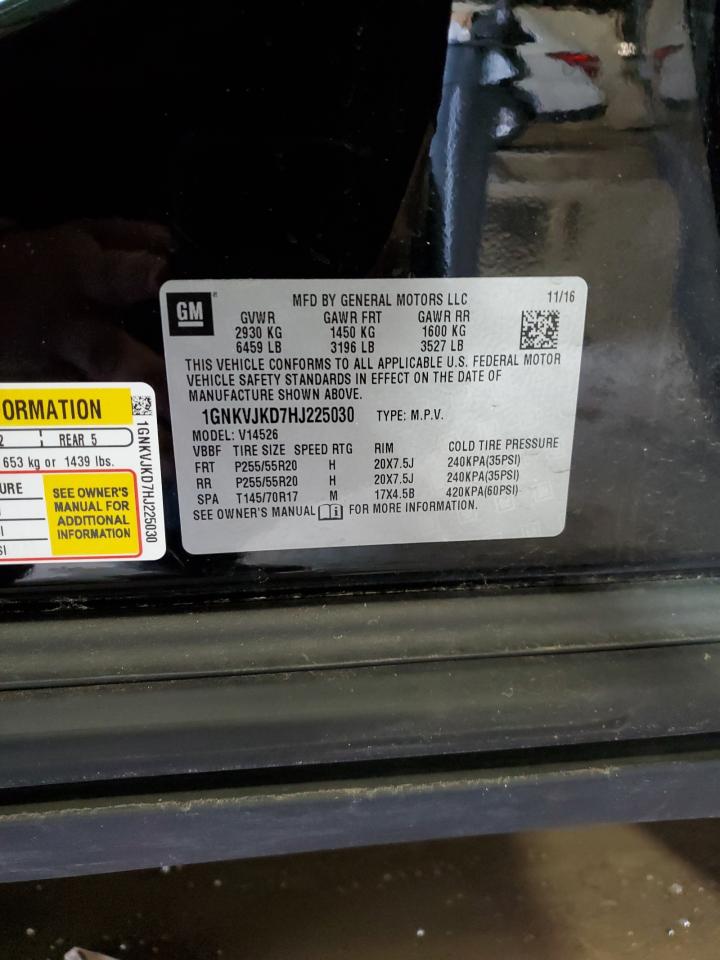 GM
MFD BY GENERAL MOTORS LLC 11/16
GVWR GAWR FRT GAWR RR
2930 KG 1450 KG 1600 KG
6459 LB 3196 LB 3527 LB
THIS VEHICLE CONFORMS TO ALL APPLICABLE U.S. FEDERAL MOTOR
VEHICLE SAFETY STANDARDS IN EFFECT ON THE DATE OF
MANUFACTURE SHOWN ABOVE.
1GNKVJKD7HJ225030 TYPE: M.P.V.
MODEL: V14526
VBBF TIRE SIZE SPEED RTG RIM COLD TIRE PRESSURE
FRT P255/55R20 H 20X7.5J 240KPA(35PSI)
RR P255/55R20 H 20X7.5J 240KPA(35PSI)
SPA T145/70R17 M 17X4.5B 420KPA(60PSI)
SEE OWNER'S MANUAL FOR MORE INFORMATION.
ORMATION
2 REAR 5
653 kg or 1439 lbs.
URE
SEE OWNER'S
MANUAL FOR
ADDITIONAL
INFORMATION
SI
1GNKVJKD7HJ225030